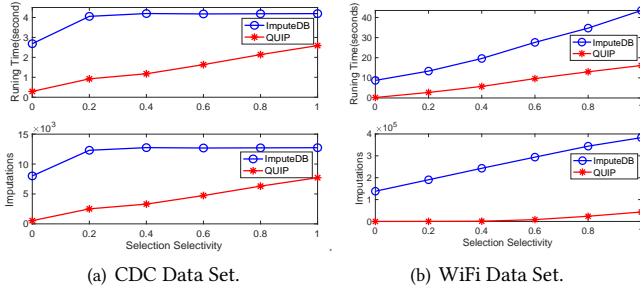 Runing Time(second)
4
3
2
1
0
ImputeDB
QUIP
0
0.2
0.4
0.6
0.8
1
×10³
Imputations
15
10
5
0
ImputeDB
QUIP
0
0.2
0.4
0.6
0.8
1
Selection Selectivity
(a) CDC Data Set.
Runing Time(seconds)
40
30
20
10
0
ImputeDB
QUIP
0
0.2
0.4
0.6
0.8
1
×10⁵
Imputations
4
3
2
1
0
ImputeDB
QUIP
0
0.2
0.4
0.6
0.8
1
Selection Selectivity
(b) WiFi Data Set.